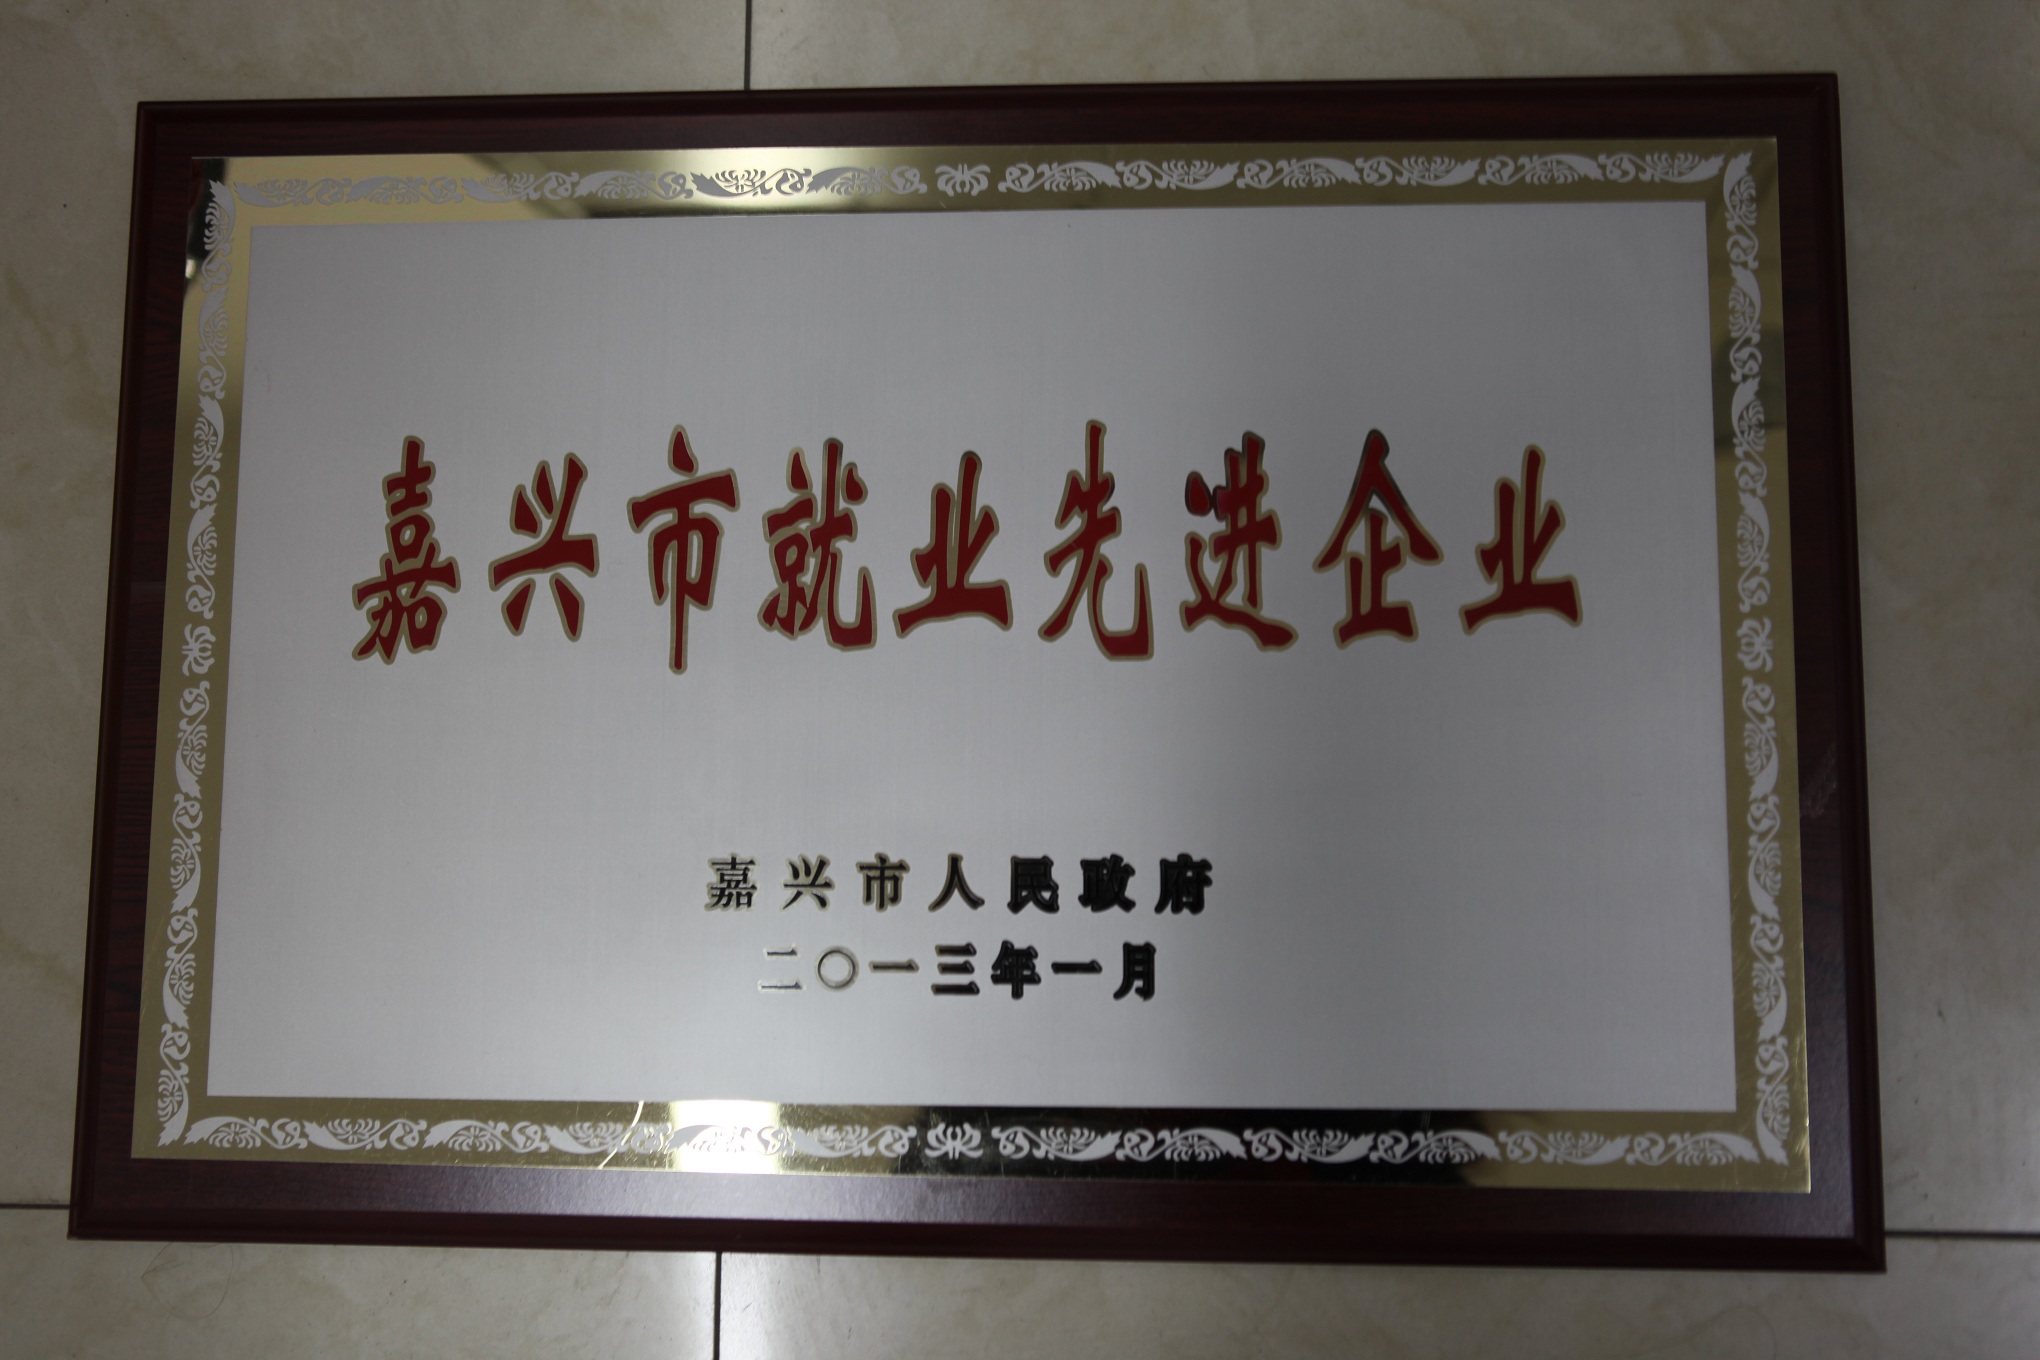 嘉兴市就业先进企业
嘉兴市人民政府
二〇一三年一月